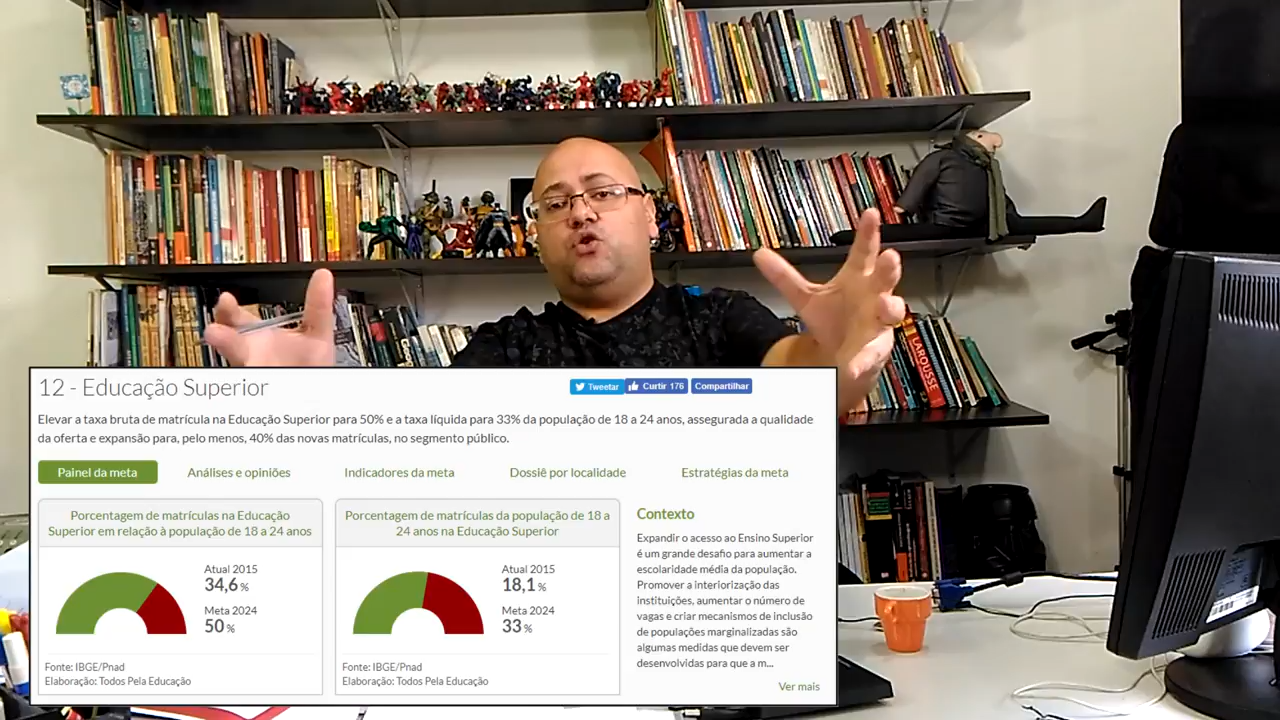 LAROUSSE
12 - Educação Superior
Tweetar
Curtir 176
Compartilhar
Elevar a taxa bruta de matrícula na Educação Superior para 50% e a taxa líquida para 33% da população de 18 a 24 anos, assegurada a qualidade
da oferta e expansão para, pelo menos, 40% das novas matrículas, no segmento público.
Painel da meta
Análises e opiniões
Indicadores da meta
Dossiê por localidade
Estratégias da meta
Porcentagem de matrículas na Educação
Superior em relação à população de 18 a 24 anos
Atual 2015
34,6 %
Meta 2024
50 %
Fonte: IBGE/Pnad
Elaboração: Todos Pela Educação
Porcentagem de matrículas da população de 18 a
24 anos na Educação Superior
Atual 2015
18,1 %
Meta 2024
33 %
Fonte: IBGE/Pnad
Elaboração: Todos Pela Educação
Contexto
Expandir o acesso ao Ensino Superior
é um grande desafio para aumentar a
escolaridade média da população.
Promover a interiorização das
instituições, aumentar o número de
vagas e criar mecanismos de inclusão
de populações marginalizadas são
algumas medidas que devem ser
desenvolvidas para que a m...
Ver mais